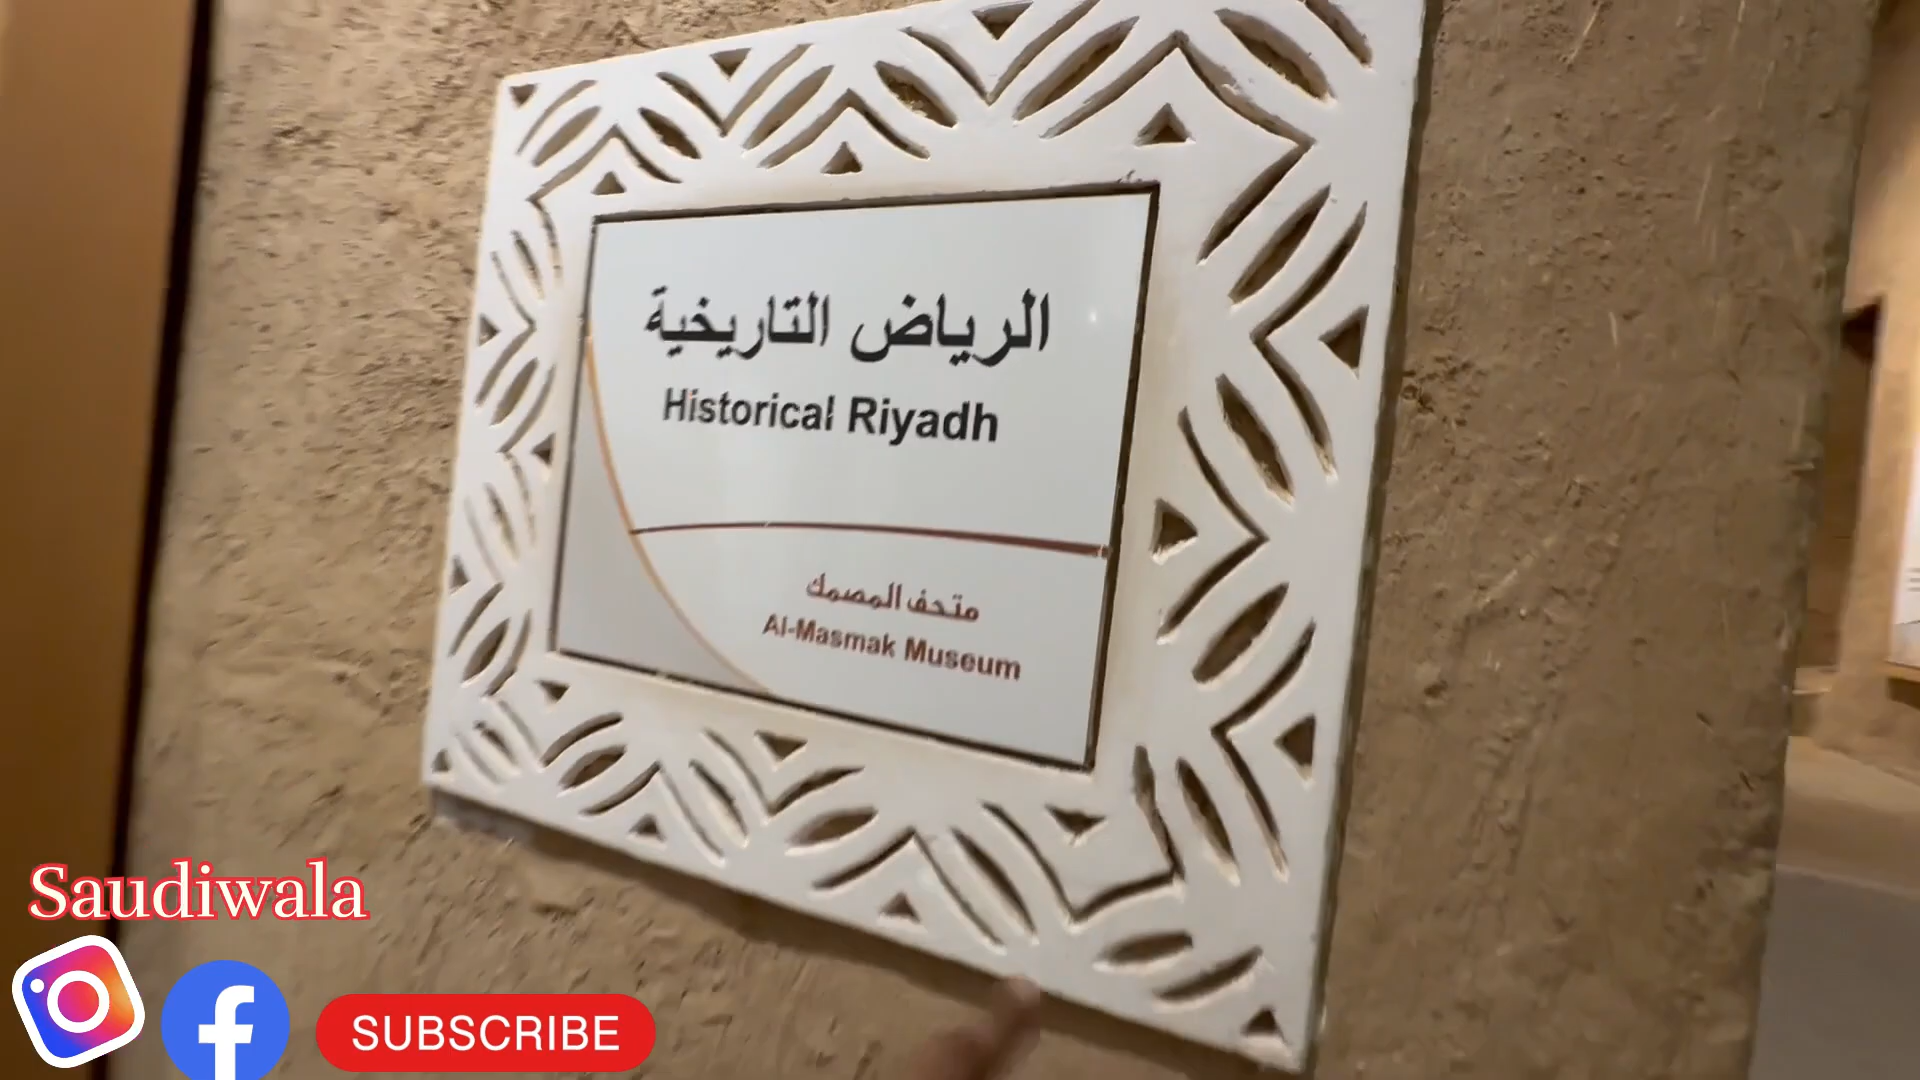 الرياض التاريخية
Historical Riyadh
متحف المصمك
Al-Masmak Museum
Saudiwala
SUBSCRIBE